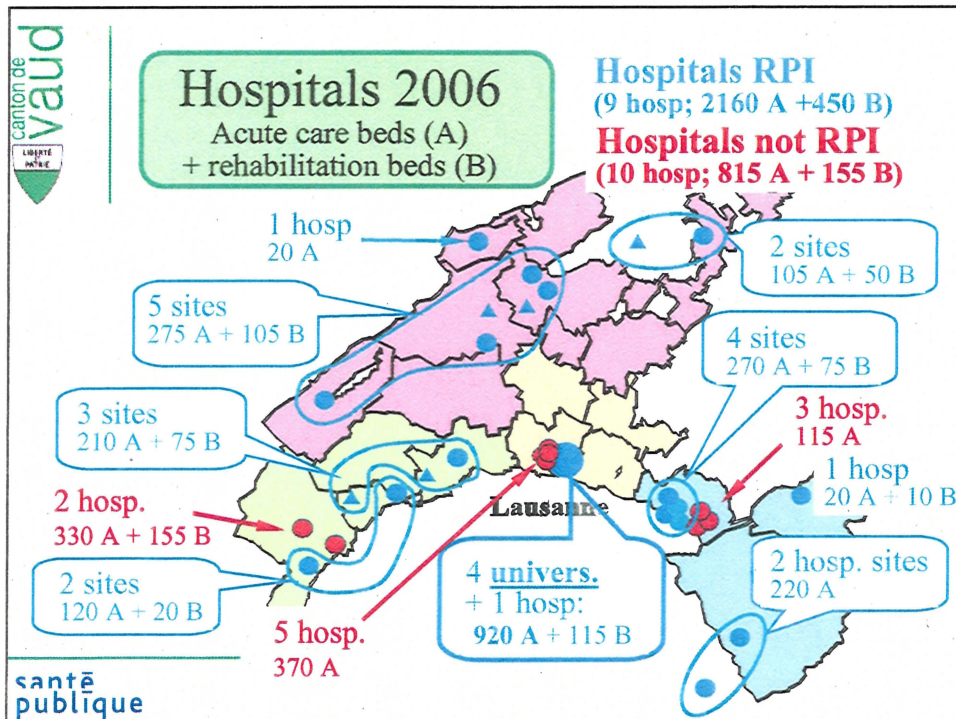 canton de
vaud
LIBERTÉ
ET
PATRIE
Hospitals 2006
Acute care beds (A)
+ rehabilitation beds (B)
Hospitals RPI
(9 hosp; 2160 A +450 B)
Hospitals not RPI
(10 hosp; 815 A + 155 B)
1 hosp
20 A
2 sites
105 A + 50 B
5 sites
275 A + 105 B
4 sites
270 A + 75 B
3 sites
210 A + 75 B
3 hosp.
115 A
1 hosp
20 A + 10 B
2 hosp.
330 A + 155 B
Lausanne
2 sites
120 A + 20 B
4 univers.
+ 1 hosp:
920 A + 115 B
2 hosp. sites
220 A
5 hosp.
370 A
santē
publique